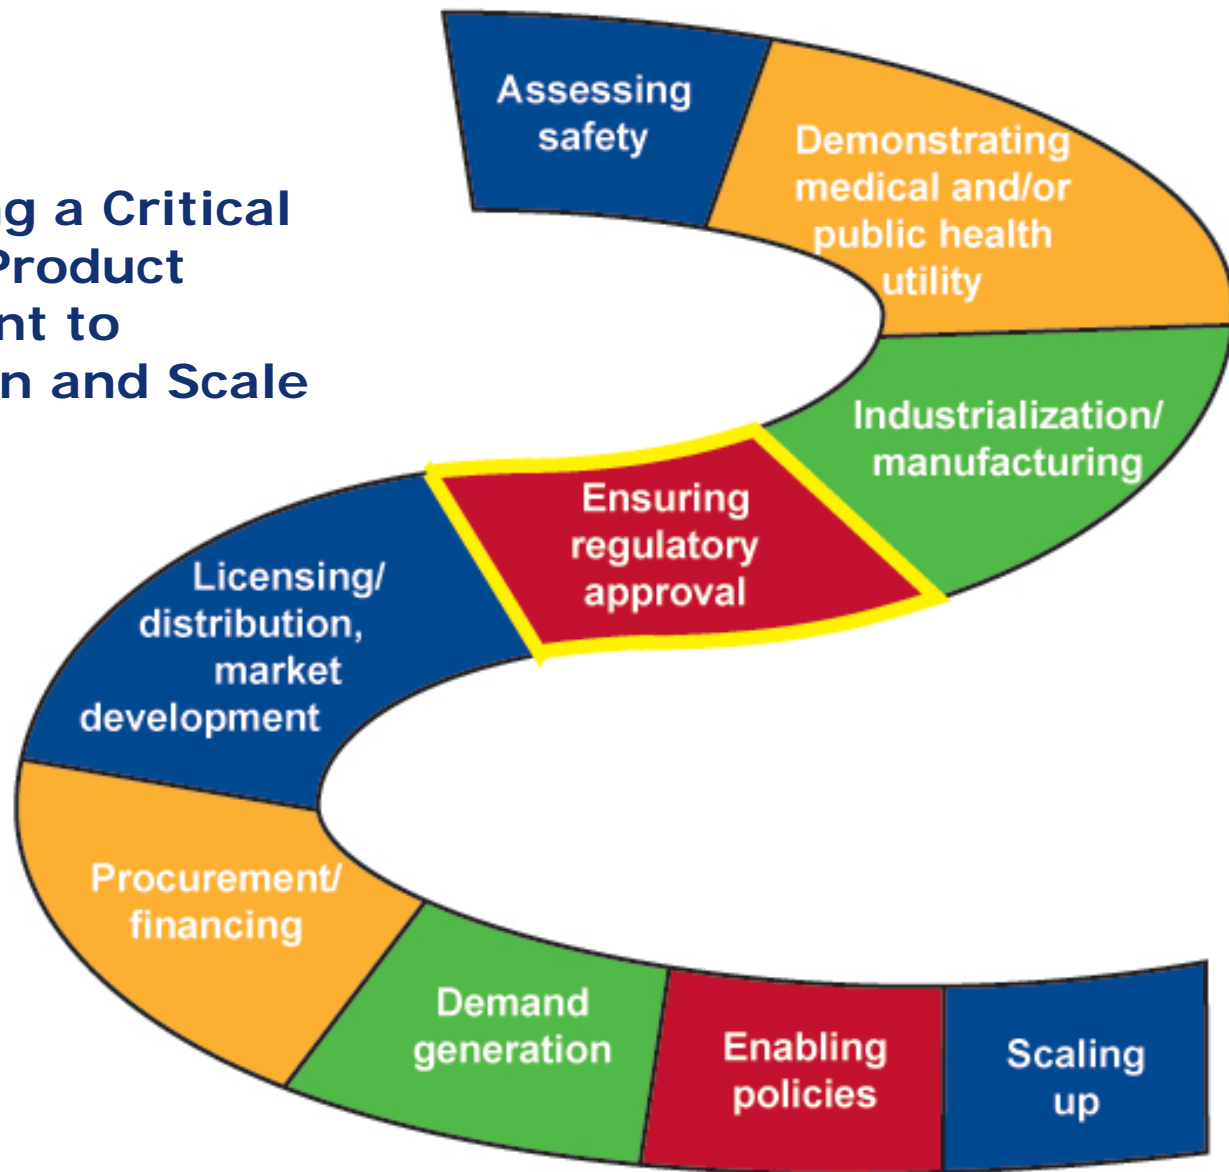 a Critical
Product
to
and Scale
Assessing
safety
Demonstrating
medical and/or
public health
utility
Industrialization/
manufacturing
Ensuring
regulatory
approval
Licensing/
distribution,
market
development
Procurement/
financing
Demand
generation
Enabling
policies
Scaling
up